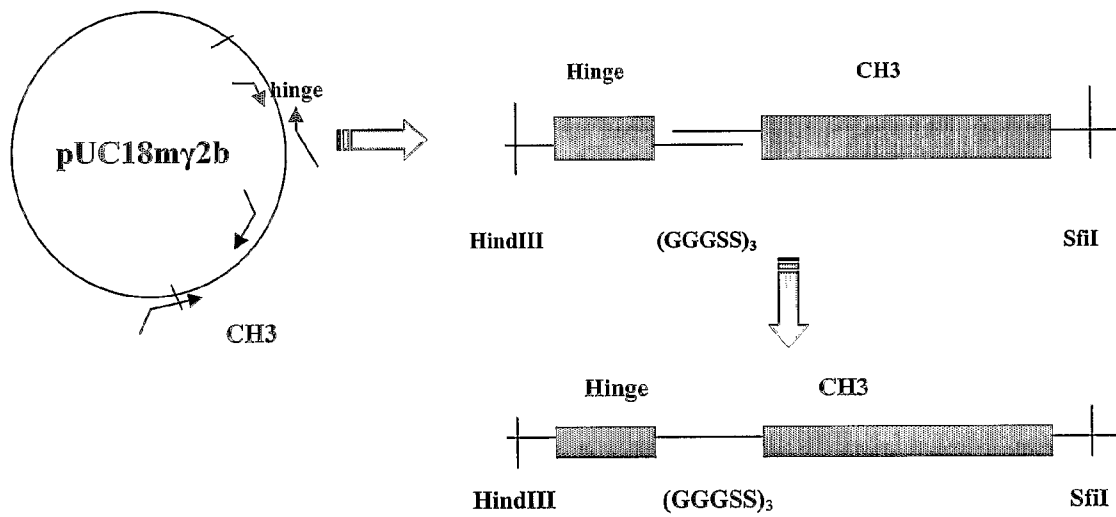 hinge
pUC18mγ2b
CH3
Hinge CH3
HindIII (GGGSS)₃ SfiI
Hinge CH3
HindIII (GGGSS)₃ SfiI